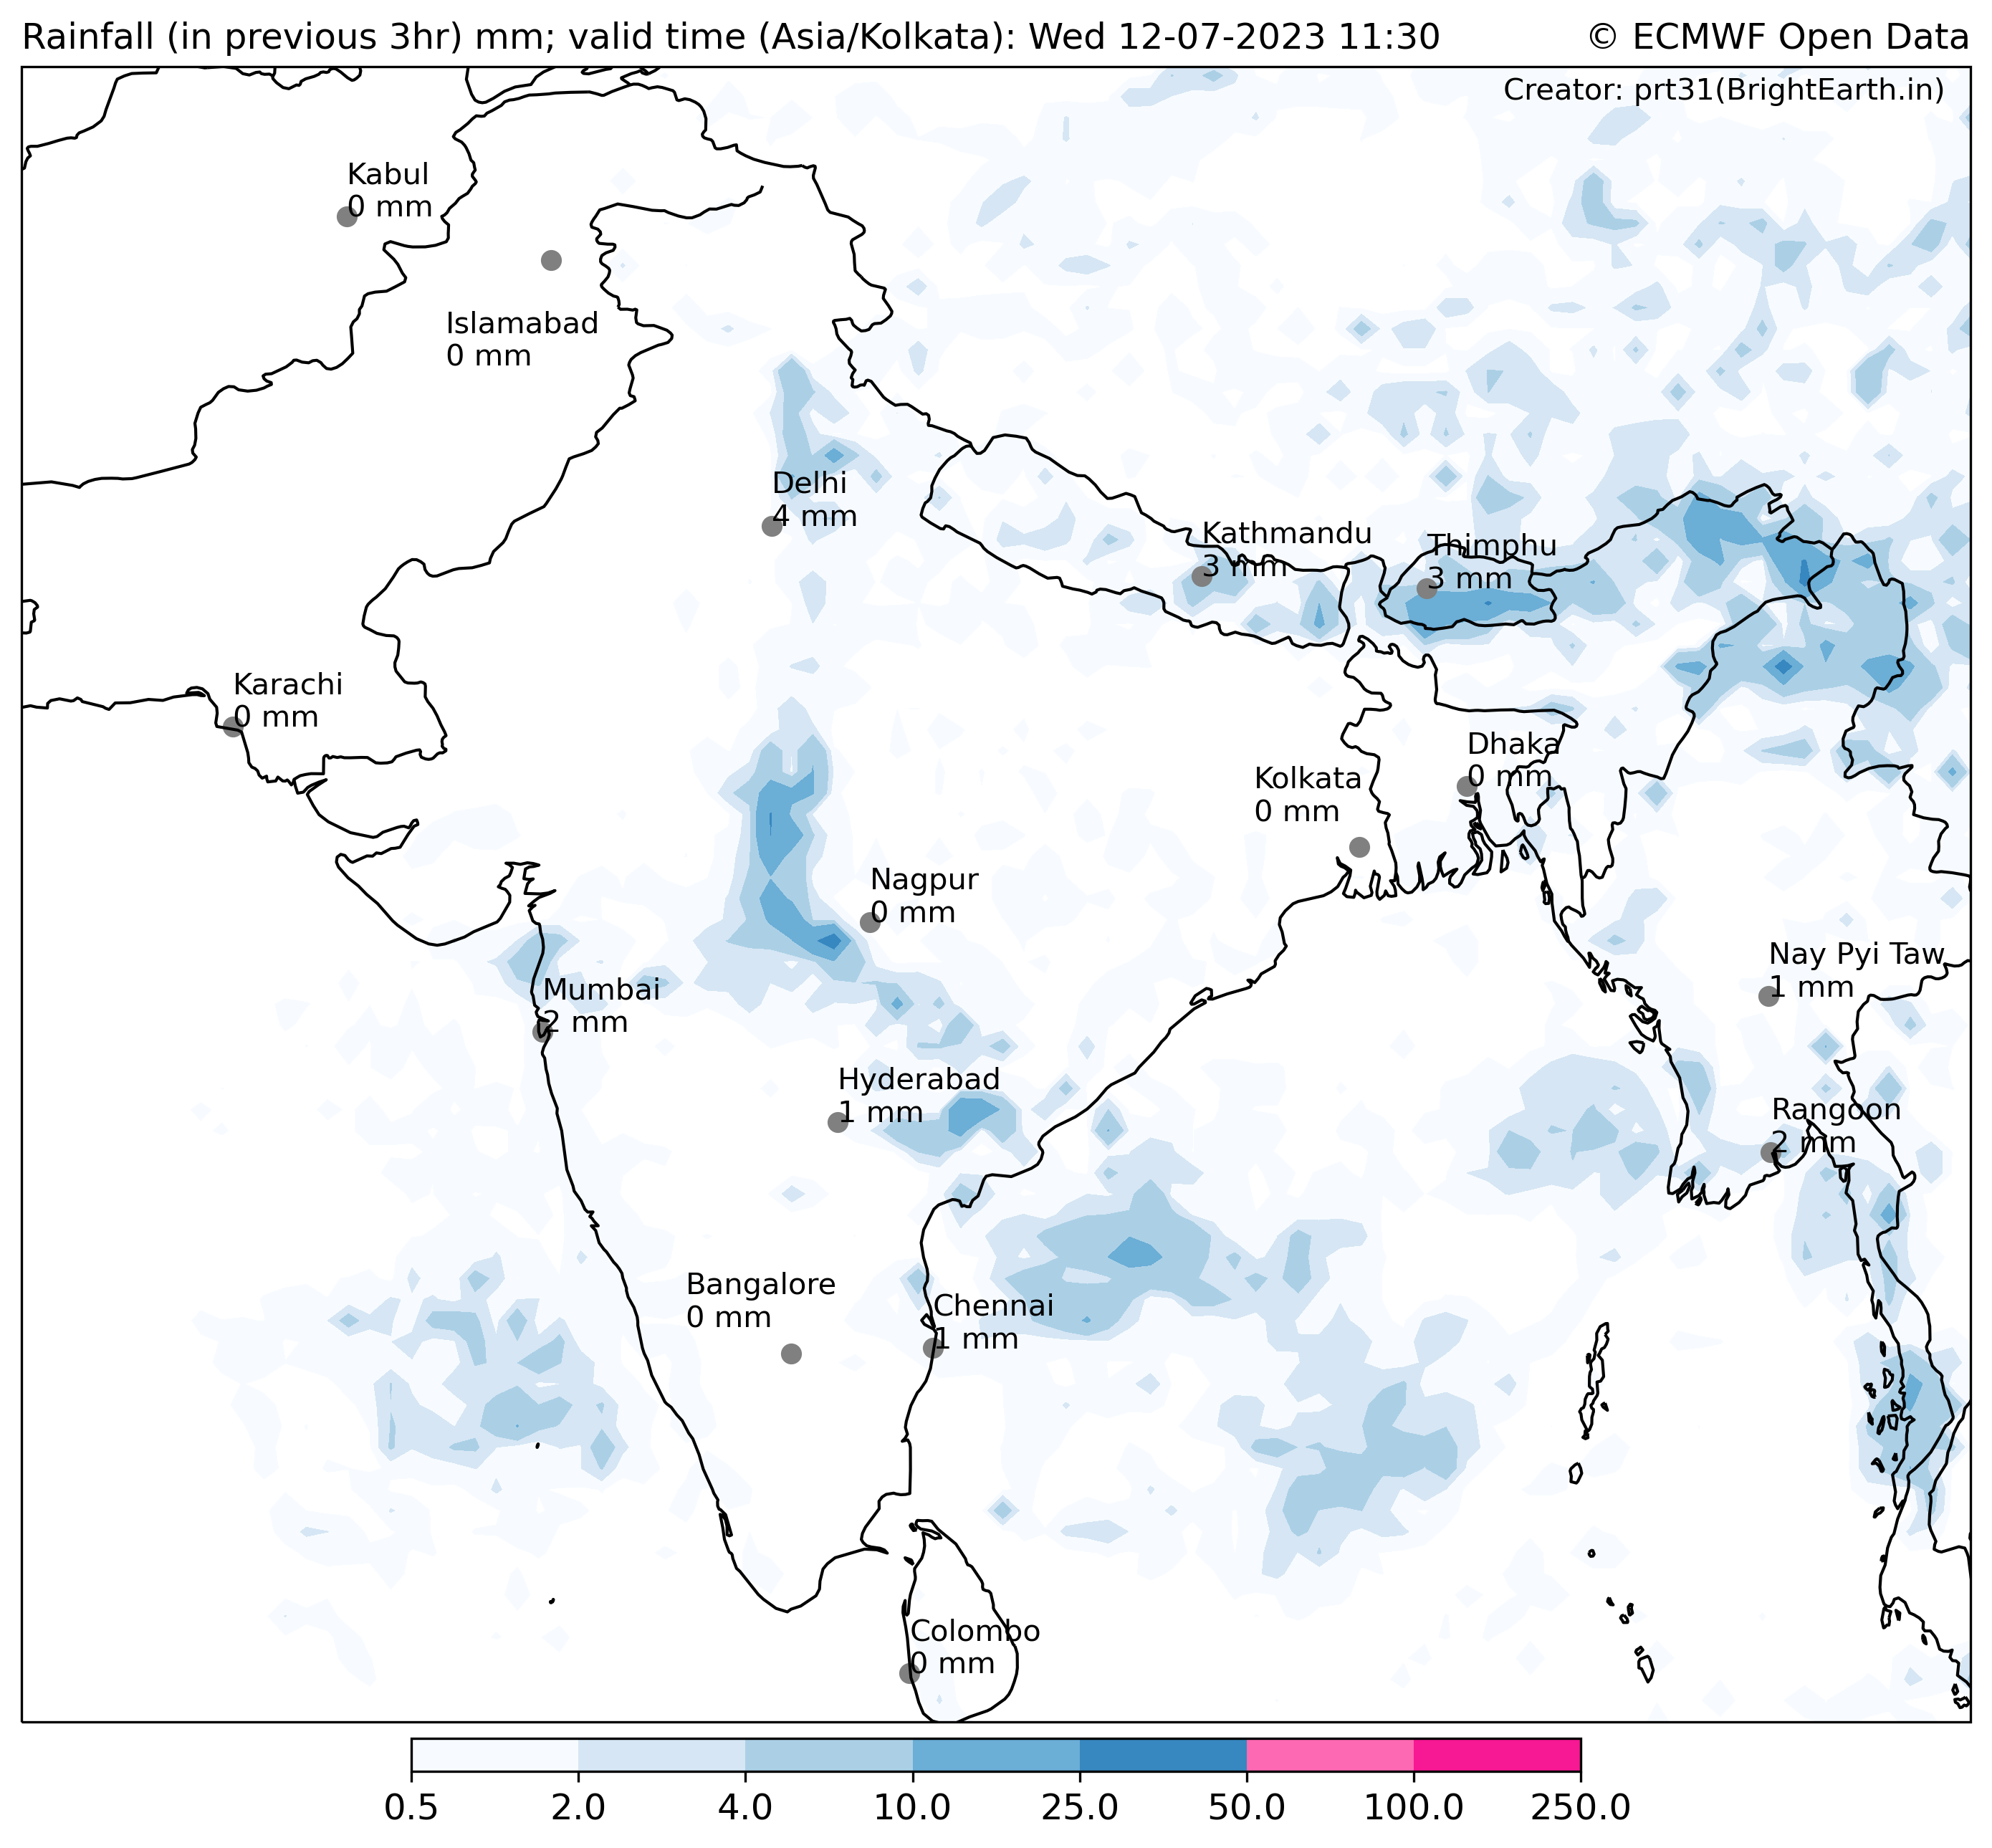 Rainfall (in previous 3hr) mm; valid time (Asia/Kolkata): Wed 12-07-2023 11:30
© ECMWF Open Data
Creator: prt31(BrightEarth.in)
Kabul
0 mm
Islamabad
0 mm
Delhi
4 mm
Kathmandu
3 mm
Thimphu
3 mm
Karachi
0 mm
Dhaka
0 mm
Kolkata
0 mm
Nagpur
0 mm
Nay Pyi Taw
1 mm
Mumbai
2 mm
Hyderabad
1 mm
Rangoon
2 mm
Bangalore
0 mm
Chennai
1 mm
Colombo
0 mm
0.5 2.0 4.0 10.0 25.0 50.0 100.0 250.0